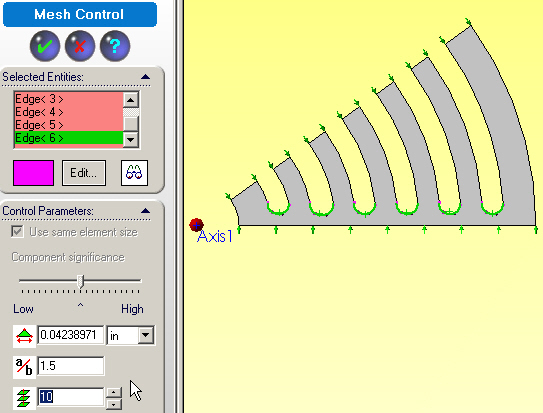 Mesh Control
?
Selected Entities:
Edge< 3 >
Edge< 4 >
Edge< 5 >
Edge< 6 >
Edit...
Control Parameters:
Use same element size
Component significance
Low ^ High
0.04238971 in
a/b 1.5
10
Axis1